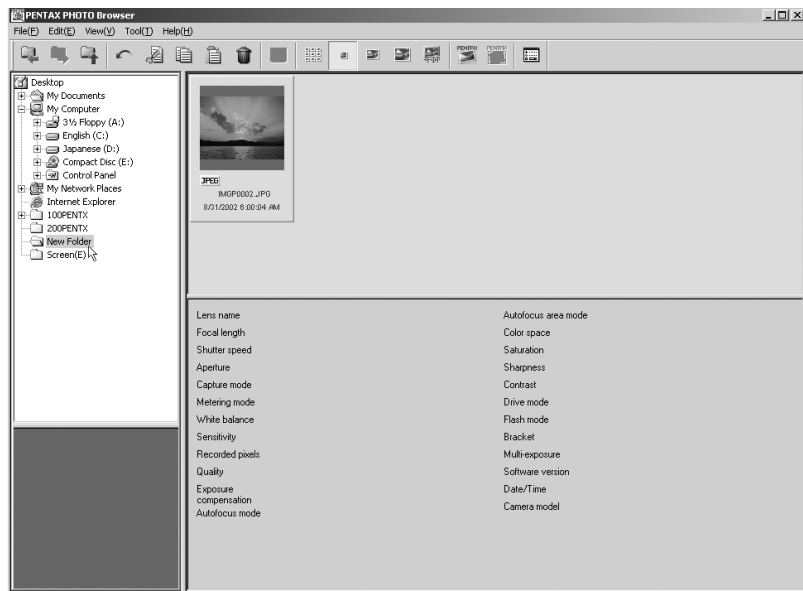 PENTAX PHOTO Browser
File(F) Edit(E) View(V) Tool(T) Help(H)
PENTAX PENTAX
Desktop
My Documents
My Computer
3½ Floppy (A:)
English (C:)
Japanese (D:)
Compact Disc (E:)
Control Panel
My Network Places
Internet Explorer
100PENTX
200PENTX
New Folder
Screen(E)
JPEG
IMGP0002.JPG
8/31/2002 6:00:04 AM
Lens name
Focal length
Shutter speed
Aperture
Capture mode
Metering mode
White balance
Sensitivity
Recorded pixels
Quality
Exposure
compensation
Autofocus mode
Autofocus area mode
Color space
Saturation
Sharpness
Contrast
Drive mode
Flash mode
Bracket
Multi-exposure
Software version
Date/Time
Camera model